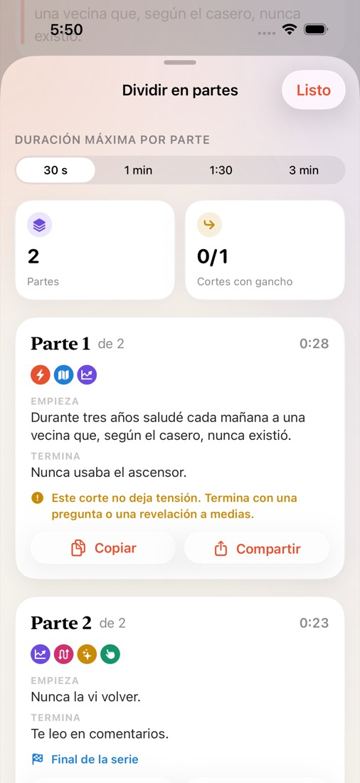 una vecina que, según el casero, nunca
existió.
5:50
Dividir en partes
Listo
DURACIÓN MÁXIMA POR PARTE
30 s
1 min
1:30
3 min
2
Partes
0/1
Cortes con gancho
Parte 1 de 2
0:28
EMPIEZA
Durante tres años saludé cada mañana a una
vecina que, según el casero, nunca existió.
TERMINA
Nunca usaba el ascensor.
Este corte no deja tensión. Termina con una
pregunta o una revelación a medias.
Copiar
Compartir
Parte 2 de 2
0:23
EMPIEZA
Nunca la vi volver.
TERMINA
Te leo en comentarios.
Final de la serie